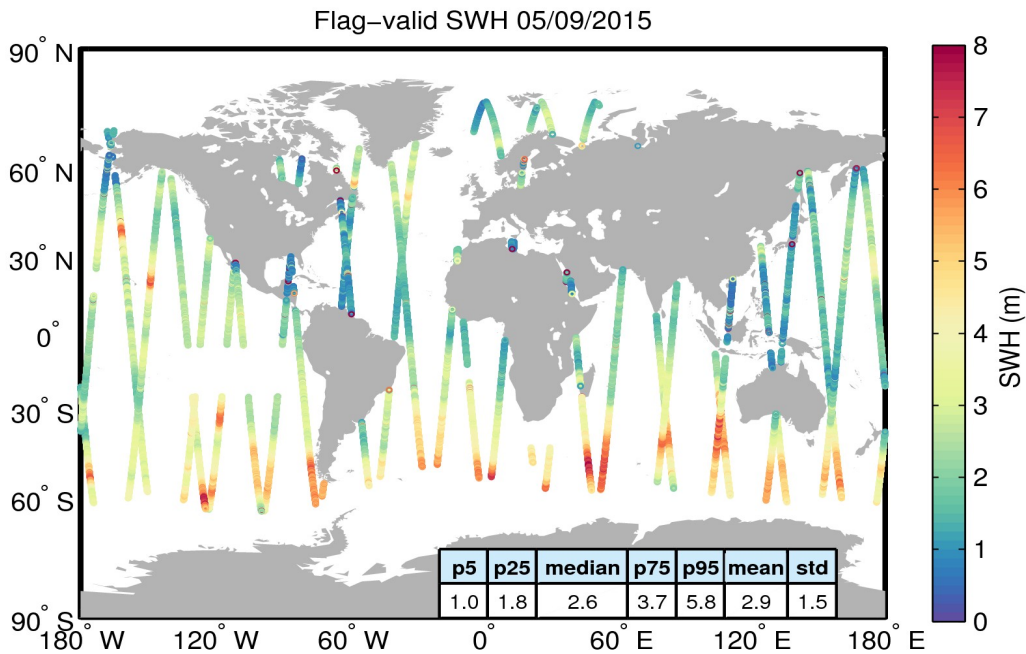 Flag−valid SWH 05/09/2015
90° N
60° N
30° N
0°
30° S
60° S
90° S
180° W
120° W
60° W
0°
60° E
120° E
180° E
p5 p25 median p75 p95 mean std
1.0 1.8 2.6 3.7 5.8 2.9 1.5
8
7
6
5
4
3
2
1
0
SWH (m)